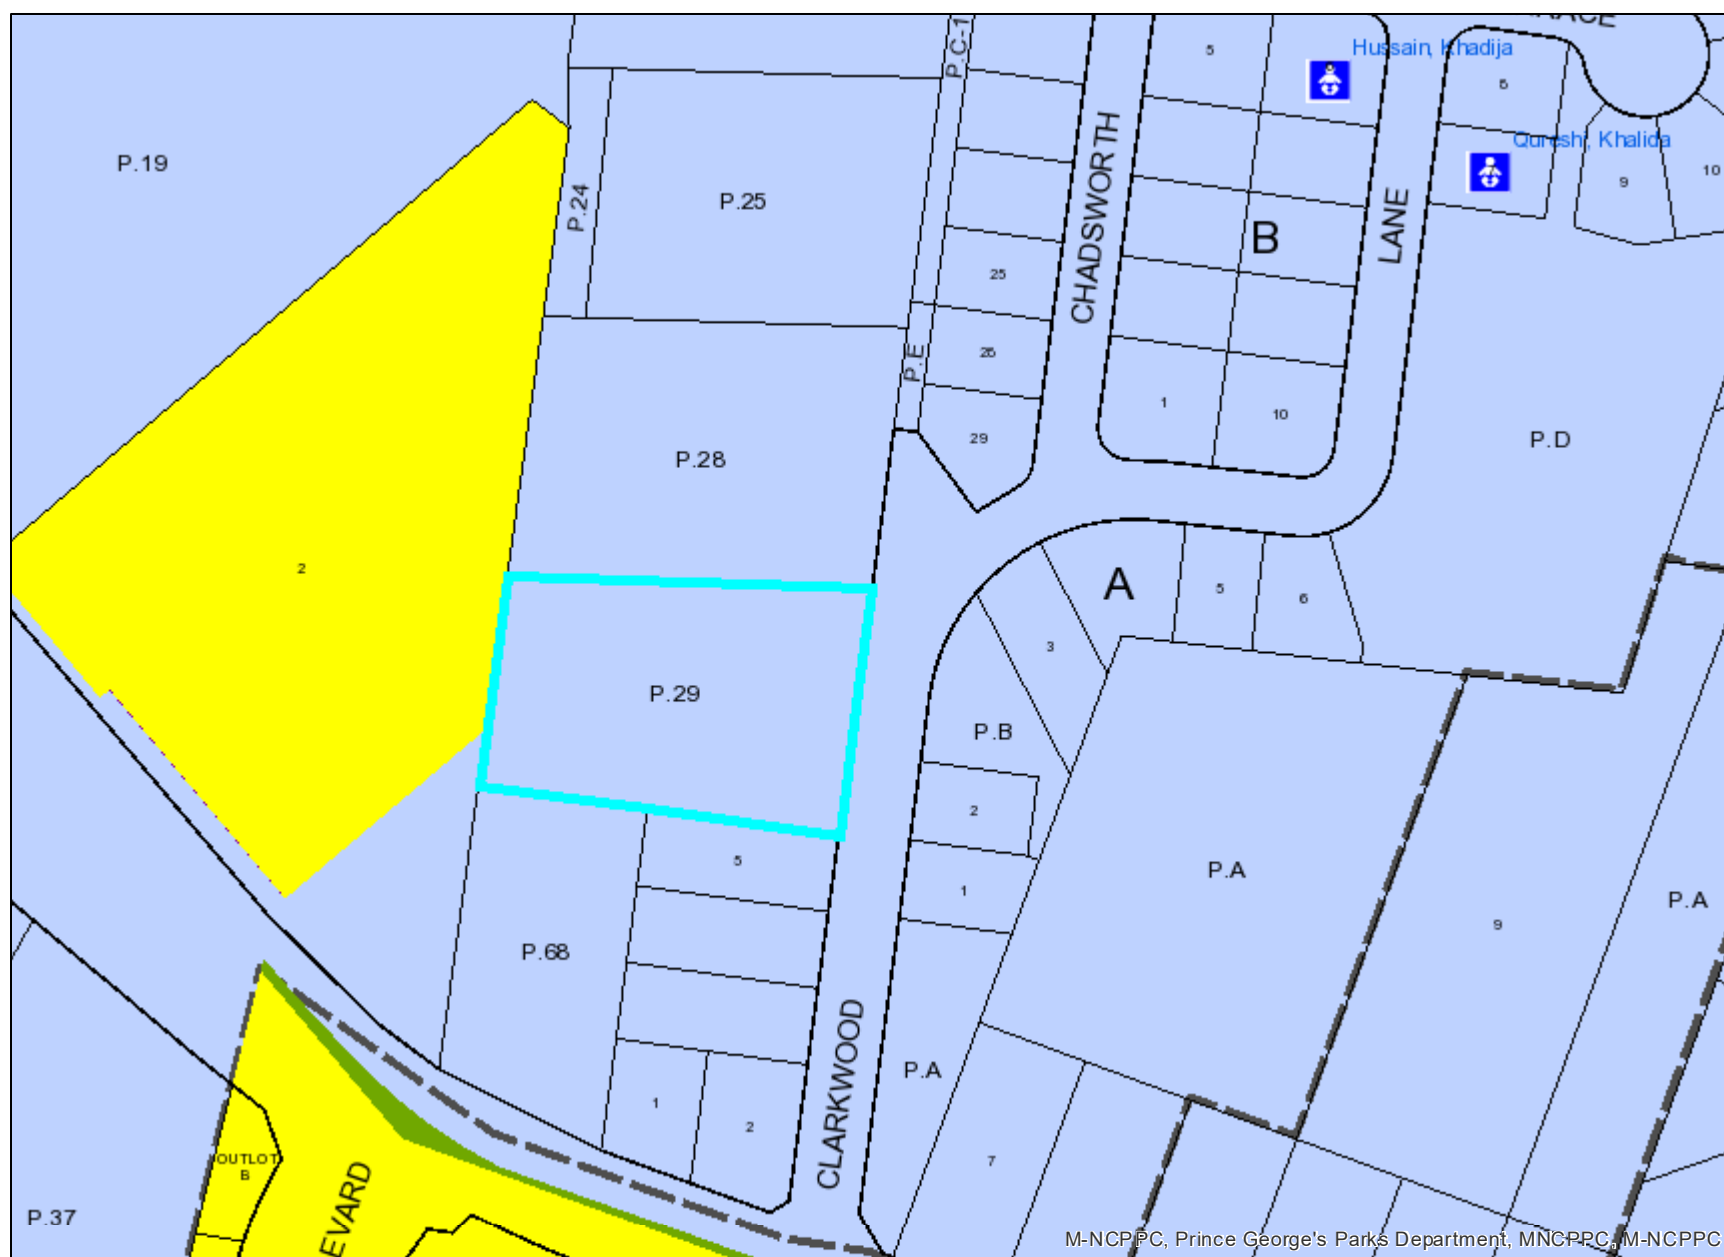 RACE
P.C-1
5
Hussain, Khadija
5
Qureshi, Khalida
P.19
P.24
P.25
CHADSWORTH
B
LANE
9
10
25
26
P.E
1
10
29
P.D
P.28
2
A
5
6
3
P.29
P.B
2
5
1
P.A
9
P.A
P.68
CLARKWOOD
P.A
1
2
7
OUTLOT
B
EVARD
P.37
M-NCPPC, Prince George's Parks Department, MNCPPC, M-NCPPC